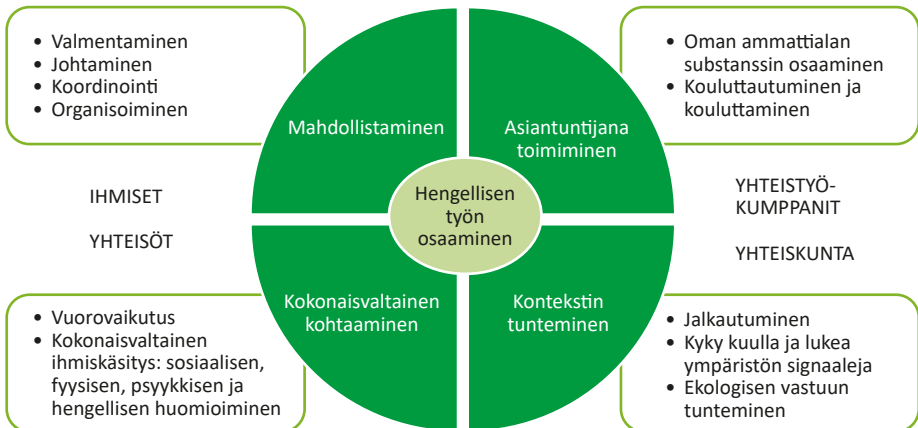 • Valmentaminen
• Johtaminen
• Koordinointi
• Organisoiminen
Mahdollistaminen
Asiantuntijana
toimiminen
• Oman ammattialan
substanssin osaaminen
• Kouluttautuminen ja
kouluttaminen
IHMISET
YHTEISÖT
Hengellisen
työn
osaaminen
YHTEISTYÖ-
KUMPPANIT
YHTEISKUNTA
• Vuorovaikutus
• Kokonaisvaltainen
ihmiskäsitys: sosiaalisen,
fyysisen, psyykkisen ja
hengellisen huomioiminen
Kokonaisvaltainen
kohtaaminen
Kontekstin
tunteminen
• Jalkautuminen
• Kyky kuulla ja lukea
ympäristön signaaleja
• Ekologisen vastuun
tunteminen